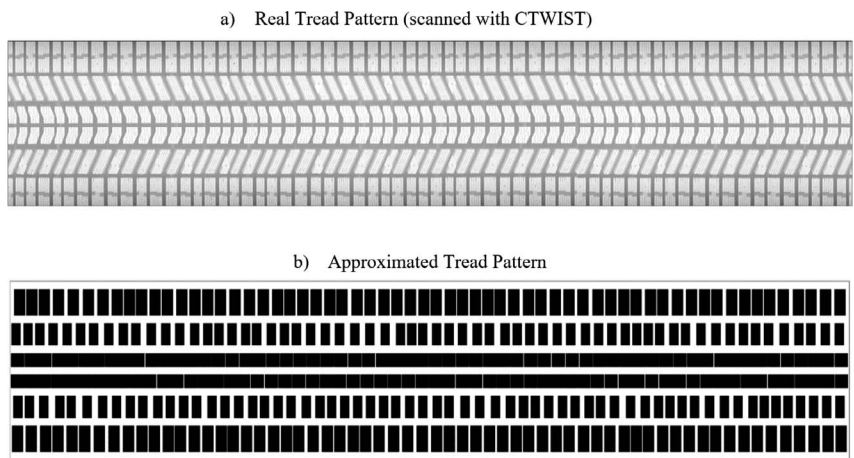 a) Real Tread Pattern (scanned with CTWIST)
b) Approximated Tread Pattern